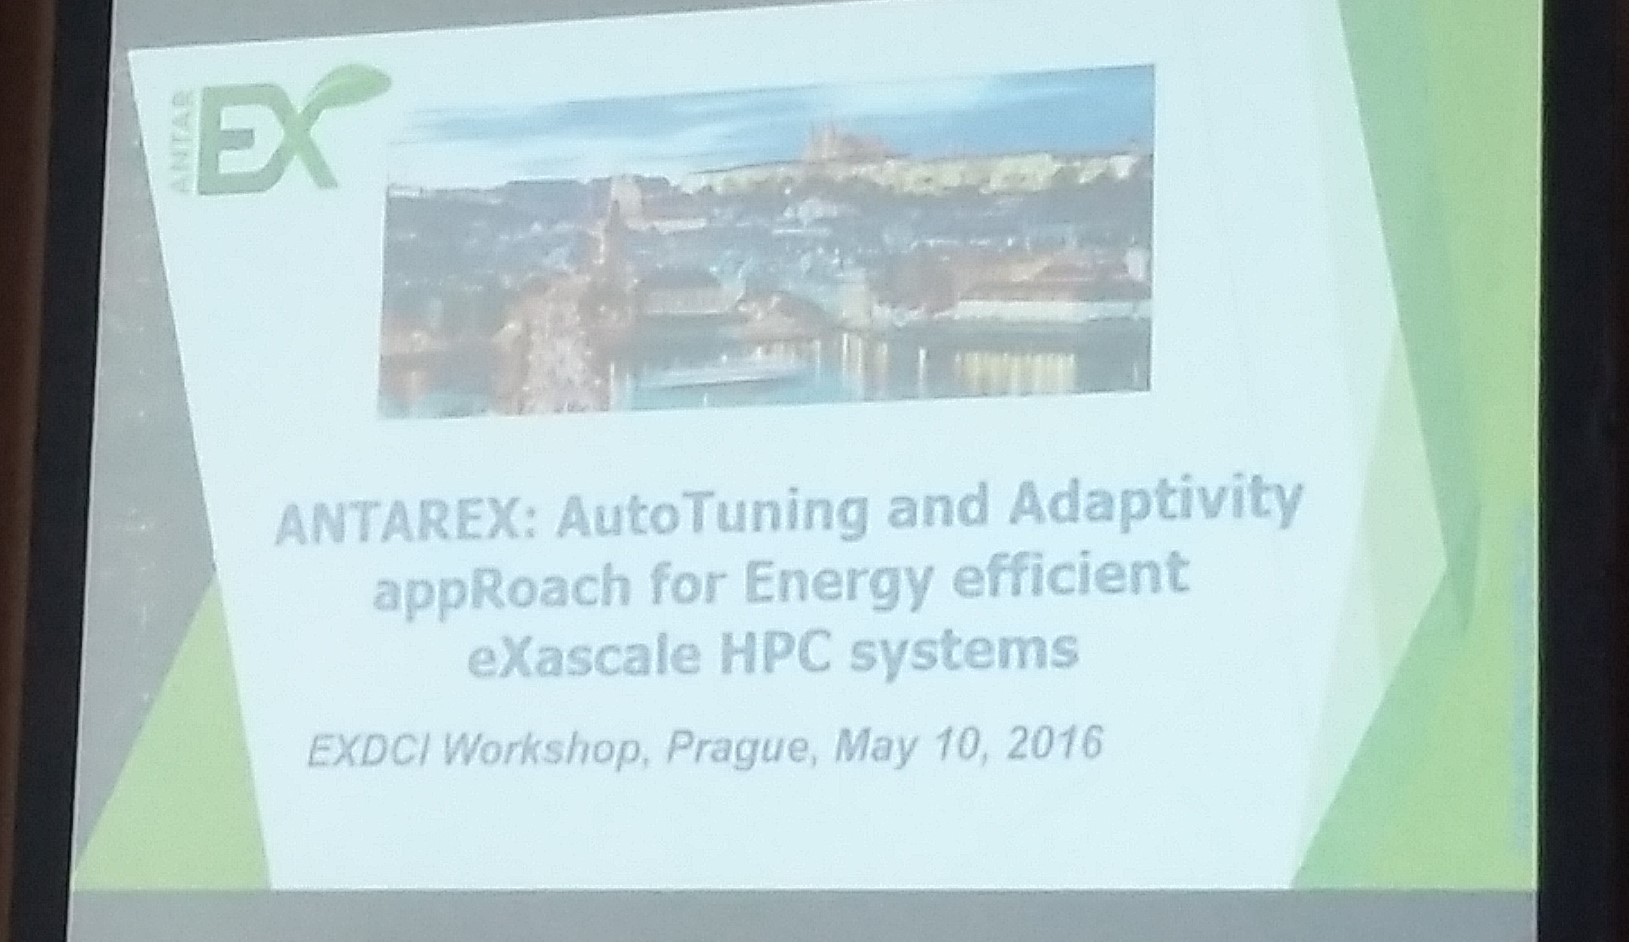 ANTAR
EX
ANTAREX: AutoTuning and Adaptivity
appRoach for Energy efficient
eXascale HPC systems
EXDCI Workshop, Prague, May 10, 2016